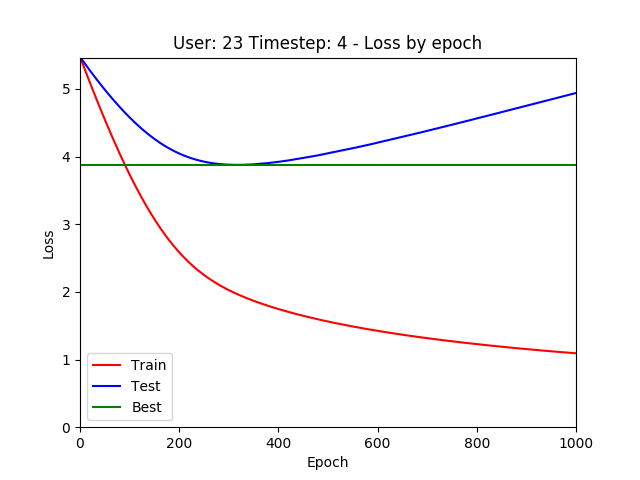 User: 23 Timestep: 4 - Loss by epoch
5
4
3
2
1
0
Loss
Train
Test
Best
0 200 400 600 800 1000
Epoch